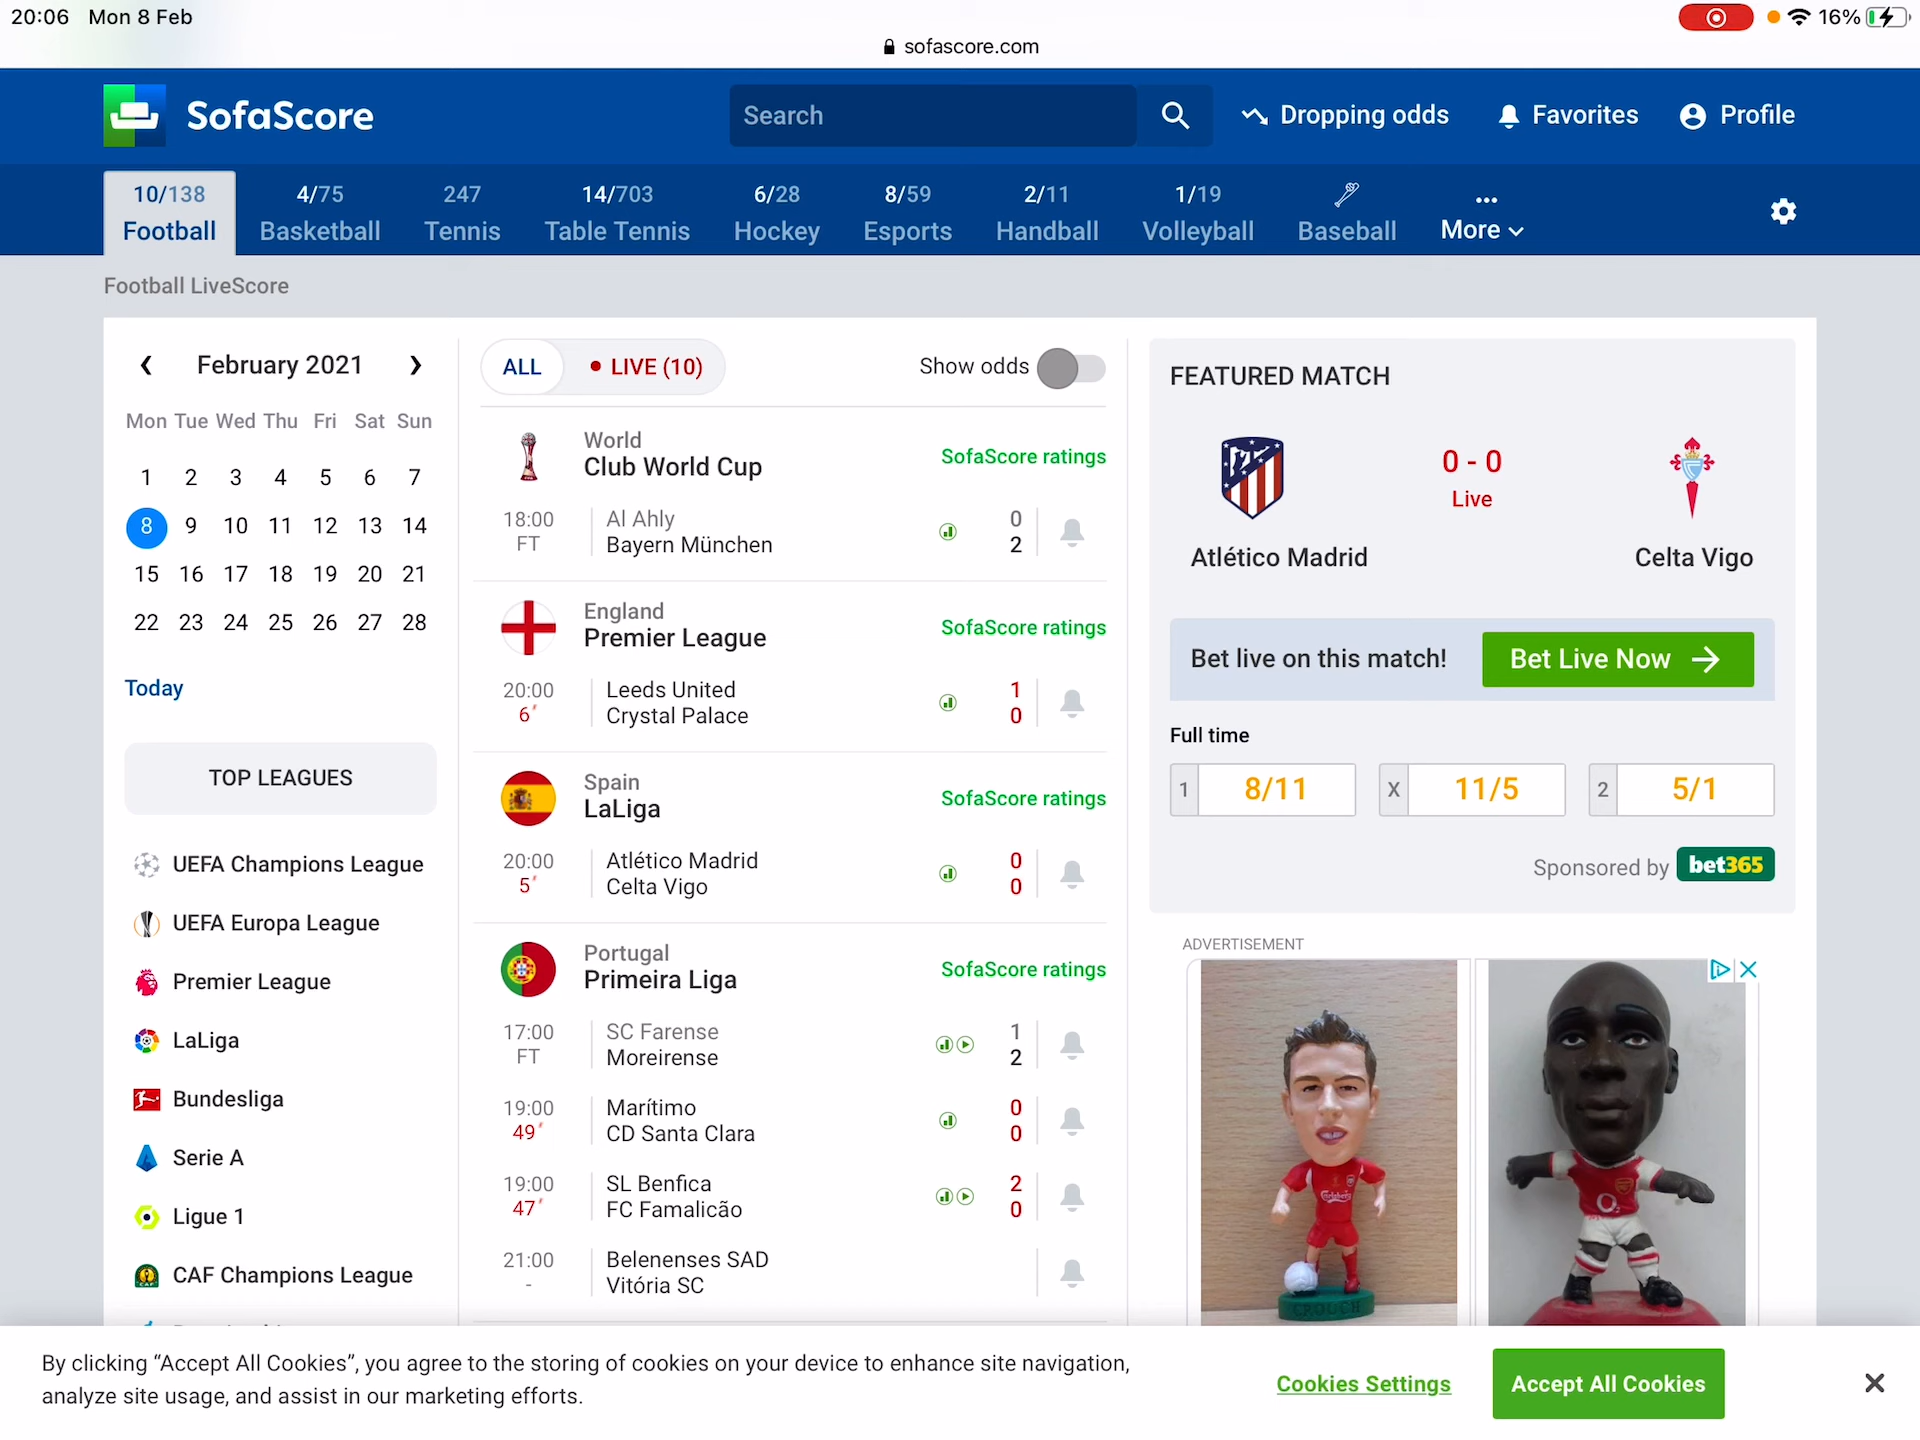 20:06 Mon 8 Feb
16%
sofascore.com
SofaScore
Search
Dropping odds
Favorites
Profile
10/138
Football
4/75
Basketball
247
Tennis
14/703
Table Tennis
6/28
Hockey
8/59
Esports
2/11
Handball
1/19
Volleyball
Baseball
More
Football LiveScore
February 2021
Mon Tue Wed Thu Fri Sat Sun
1 2 3 4 5 6 7
8 9 10 11 12 13 14
15 16 17 18 19 20 21
22 23 24 25 26 27 28
Today
TOP LEAGUES
UEFA Champions League
UEFA Europa League
Premier League
LaLiga
Bundesliga
Serie A
Ligue 1
CAF Champions League
ALL
LIVE (10)
Show odds
World
Club World Cup
SofaScore ratings
18:00 Al Ahly 0
FT Bayern München 2
England
Premier League
SofaScore ratings
20:00 Leeds United 1
6' Crystal Palace 0
Spain
LaLiga
SofaScore ratings
20:00 Atlético Madrid 0
5' Celta Vigo 0
Portugal
Primeira Liga
SofaScore ratings
17:00 SC Farense 1
FT Moreirense 2
19:00 Marítimo 0
49' CD Santa Clara 0
19:00 SL Benfica 2
47' FC Famalicão 0
21:00 Belenenses SAD
- Vitória SC
FEATURED MATCH
0 - 0
Live
Atlético Madrid
Celta Vigo
Bet live on this match!
Bet Live Now
Full time
1 8/11
X 11/5
2 5/1
Sponsored by bet365
ADVERTISEMENT
Carlsberg
CROUCH
O2
By clicking “Accept All Cookies”, you agree to the storing of cookies on your device to enhance site navigation,
analyze site usage, and assist in our marketing efforts.
Cookies Settings
Accept All Cookies